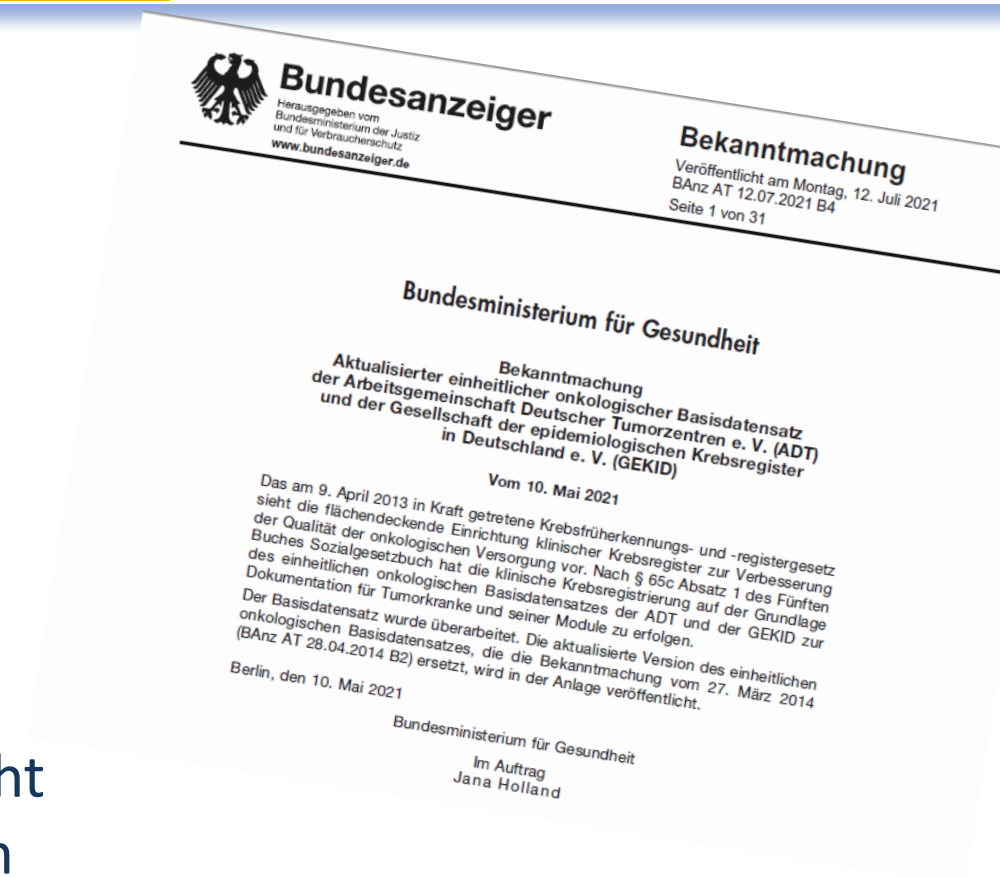 Bundesanzeiger
Herausgegeben vom
Bundesministerium der Justiz
und für Verbraucherschutz
www.bundesanzeiger.de
Bekanntmachung
Veröffentlicht am Montag, 12. Juli 2021
BAnz AT 12.07.2021 B4
Seite 1 von 31
Bundesministerium für Gesundheit
Bekanntmachung
Aktualisierter einheitlicher onkologischer Basisdatensatz
der Arbeitsgemeinschaft Deutscher Tumorzentren e. V. (ADT)
und der Gesellschaft der epidemiologischen Krebsregister
in Deutschland e. V. (GEKID)
Vom 10. Mai 2021
Das am 9. April 2013 in Kraft getretene Krebsfrüherkennungs- und -registergesetz
sieht die flächendeckende Einrichtung klinischer Krebsregister zur Verbesserung
der Qualität der onkologischen Versorgung vor. Nach § 65c Absatz 1 des Fünften
Buches Sozialgesetzbuch hat die klinische Krebsregistrierung auf der Grundlage
des einheitlichen onkologischen Basisdatensatzes der ADT und der GEKID zur
Dokumentation für Tumorkranke und seiner Module zu erfolgen.
Der Basisdatensatz wurde überarbeitet. Die aktualisierte Version des einheitlichen
onkologischen Basisdatensatzes, die die Bekanntmachung vom 27. März 2014
(BAnz AT 28.04.2014 B2) ersetzt, wird in der Anlage veröffentlicht.
Berlin, den 10. Mai 2021
Bundesministerium für Gesundheit
Im Auftrag
Jana Holland